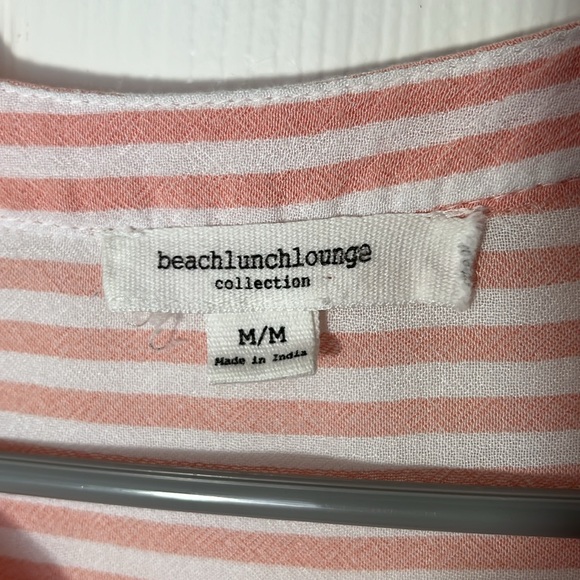 beachlunchlounge
collection
M/M
Made in India